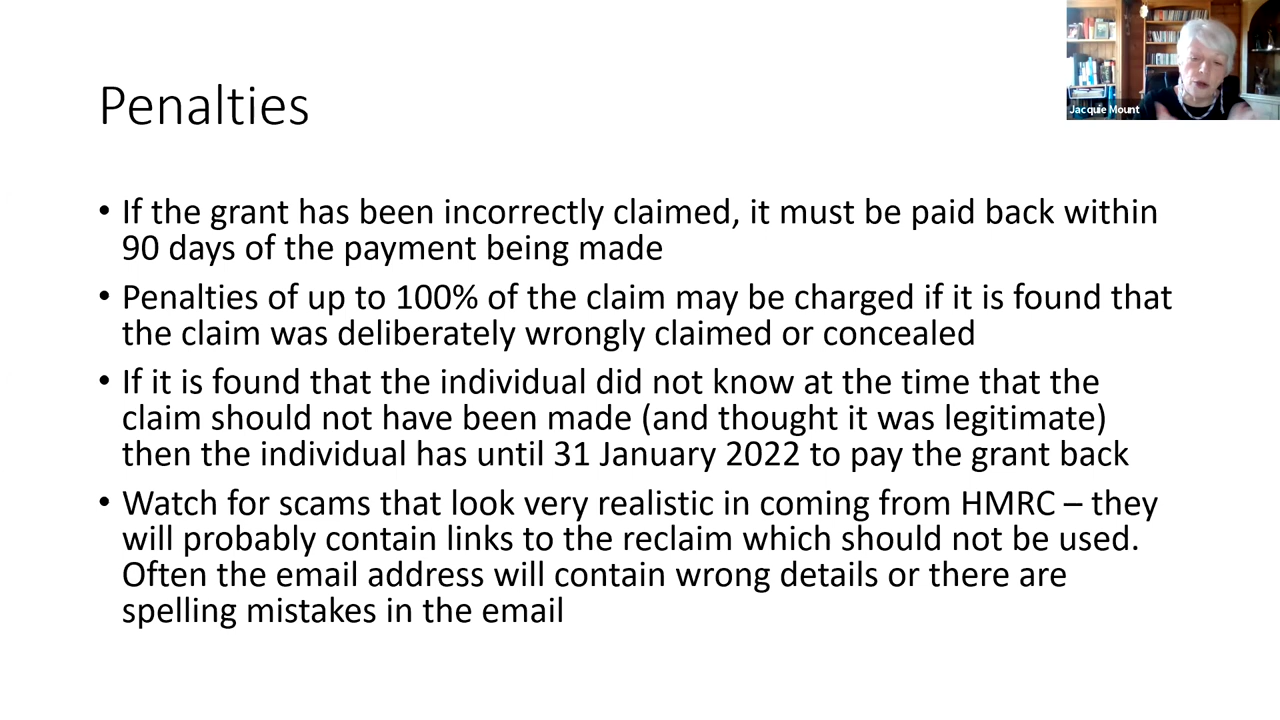 Penalties
Jacquie Mount
• If the grant has been incorrectly claimed, it must be paid back within
90 days of the payment being made
• Penalties of up to 100% of the claim may be charged if it is found that
the claim was deliberately wrongly claimed or concealed
• If it is found that the individual did not know at the time that the
claim should not have been made (and thought it was legitimate)
then the individual has until 31 January 2022 to pay the grant back
• Watch for scams that look very realistic in coming from HMRC – they
will probably contain links to the reclaim which should not be used.
Often the email address will contain wrong details or there are
spelling mistakes in the email